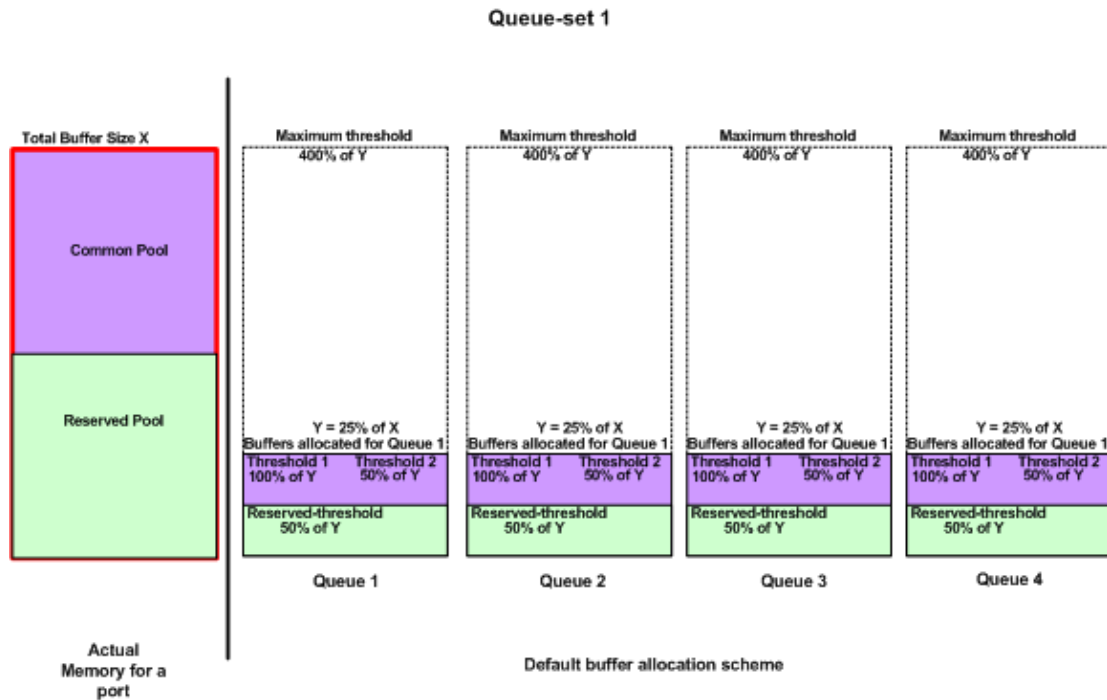 Queue-set 1
Total Buffer Size X
Common Pool
Reserved Pool
Actual
Memory for a
port
Maximum threshold
400% of Y
Y = 25% of X
Buffers allocated for Queue 1
Threshold 1
100% of Y
Threshold 2
50% of Y
Reserved-threshold
50% of Y
Queue 1
Maximum threshold
400% of Y
Y = 25% of X
Buffers allocated for Queue 1
Threshold 1
100% of Y
Threshold 2
50% of Y
Reserved-threshold
50% of Y
Queue 2
Maximum threshold
400% of Y
Y = 25% of X
Buffers allocated for Queue 1
Threshold 1
100% of Y
Threshold 2
50% of Y
Reserved-threshold
50% of Y
Queue 3
Maximum threshold
400% of Y
Y = 25% of X
Buffers allocated for Queue 1
Threshold 1
100% of Y
Threshold 2
50% of Y
Reserved-threshold
50% of Y
Queue 4
Default buffer allocation scheme